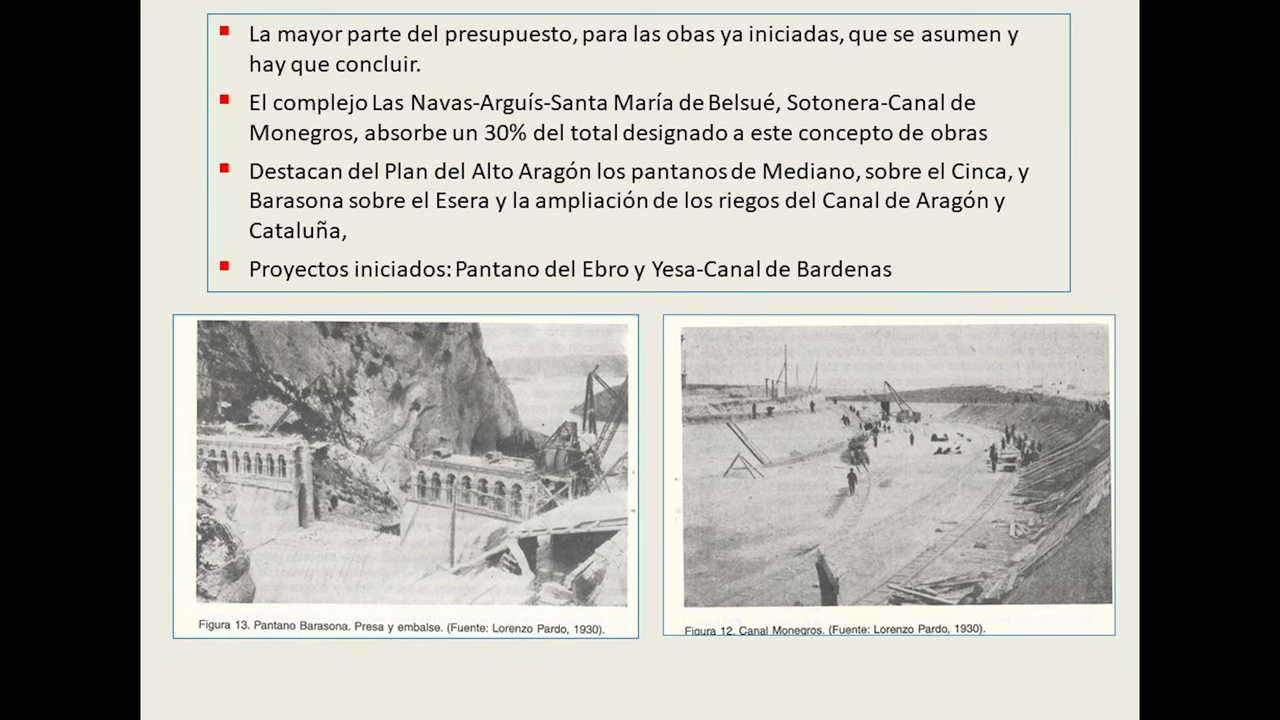 La mayor parte del presupuesto, para las obas ya iniciadas, que se asumen y
hay que concluir.
El complejo Las Navas-Arguís-Santa María de Belsué, Sotonera-Canal de
Monegros, absorbe un 30% del total designado a este concepto de obras
Destacan del Plan del Alto Aragón los pantanos de Mediano, sobre el Cinca, y
Barasona sobre el Esera y la ampliación de los riegos del Canal de Aragón y
Cataluña,
Proyectos iniciados: Pantano del Ebro y Yesa-Canal de Bardenas
Figura 13. Pantano Barasona. Presa y embalse. (Fuente: Lorenzo Pardo, 1930).
Figura 12. Canal Monegros. (Fuente: Lorenzo Pardo, 1930).